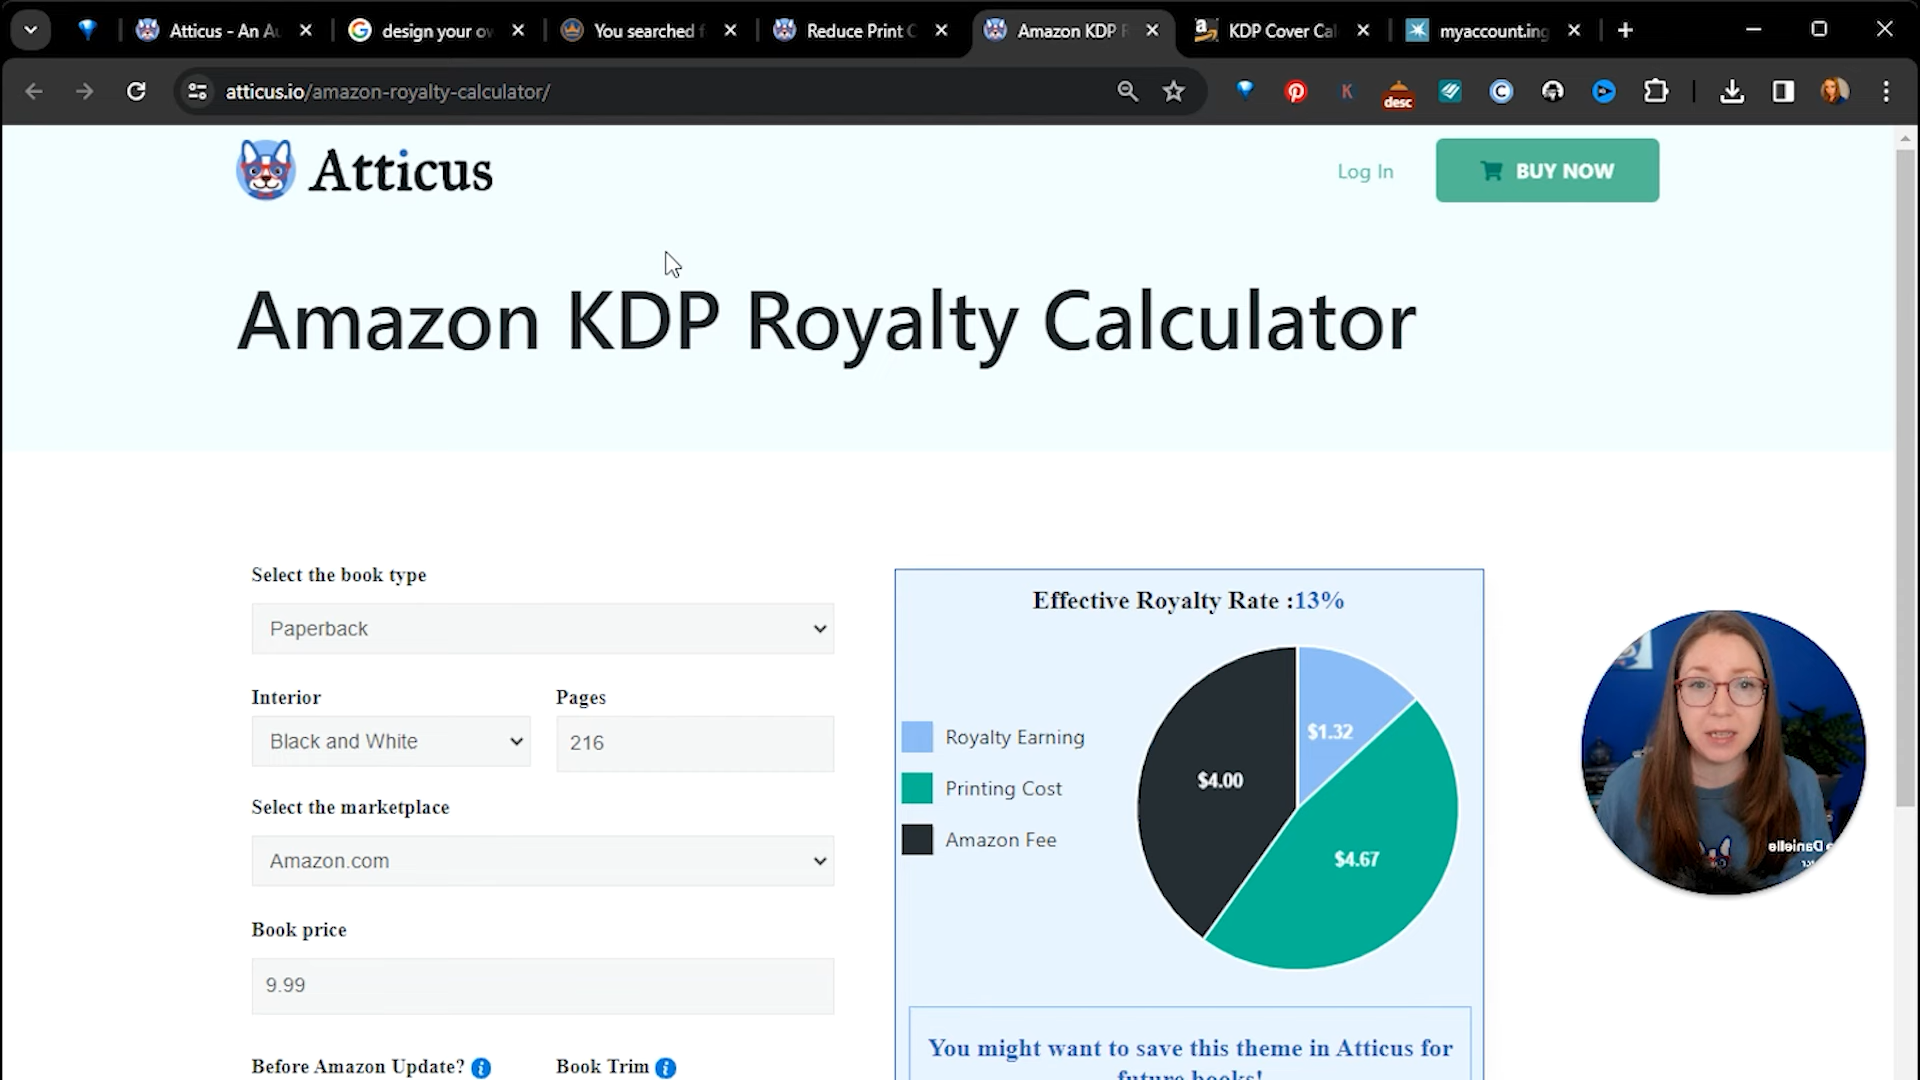 Atticus - An Au
design your ow
You searched f
Reduce Print C
Amazon KDP R
KDP Cover Cal
myaccount.ing
atticus.io/amazon-royalty-calculator/
desc
Atticus
Log In
BUY NOW
Amazon KDP Royalty Calculator
Select the book type
Paperback
Interior
Pages
Black and White
216
Select the marketplace
Amazon.com
Book price
9.99
Before Amazon Update?
Book Trim
Effective Royalty Rate :13%
Royalty Earning
Printing Cost
Amazon Fee
$1.32
$4.00
$4.67
You might want to save this theme in Atticus for
future books!